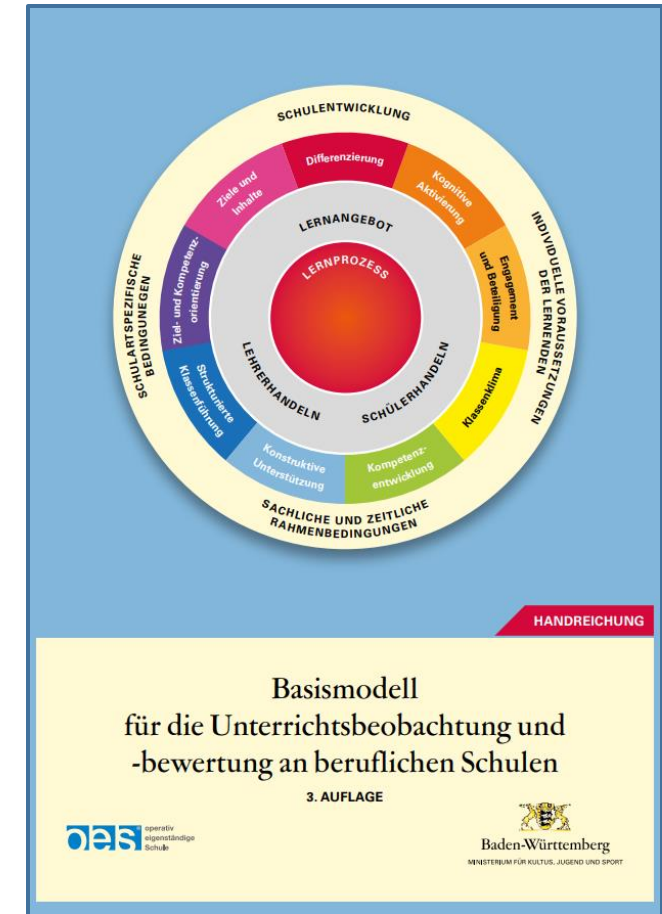 SCHULENTWICKLUNG
Differenzierung
Ziele und
Inhalte
Kognitive
Aktivierung
LERNANGEBOT
LERNPROZESS
Ziel- und Kompetenz-
orientierung
Engagement
und Beteiligung
SCHULARTSPEZIFISCHE
BEDINGUNEGEN
INDIVIDUELLE VORAUSSETZUNGEN
DER LERNENDEN
LEHRERHANDELN
SCHÜLERHANDELN
Strukturierte
Klassenführung
Klassenklima
Konstruktive
Unterstützung
Kompetenz-
entwicklung
SACHLICHE UND ZEITLICHE
RAHMENBEDINGUNGEN
HANDREICHUNG
Basismodell
für die Unterrichtsbeobachtung und
-bewertung an beruflichen Schulen
3. AUFLAGE
oes operativ
eigenständige
Schule
Baden-Württemberg
MINISTERIUM FÜR KULTUS, JUGEND UND SPORT